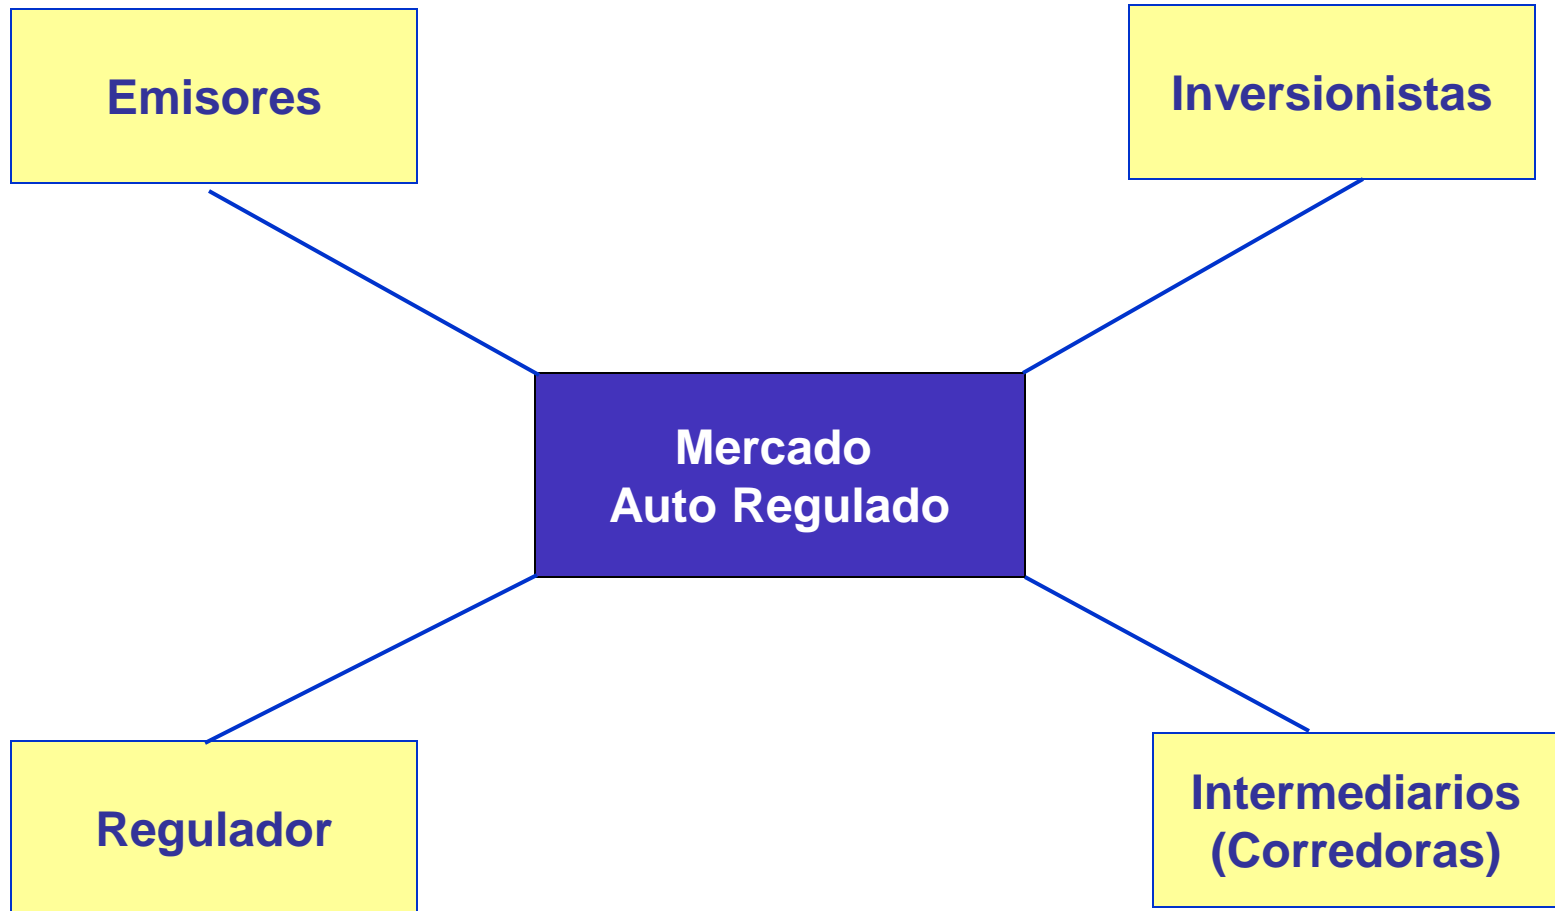 Emisores
Inversionistas
Mercado
Auto Regulado
Regulador
Intermediarios
(Corredoras)